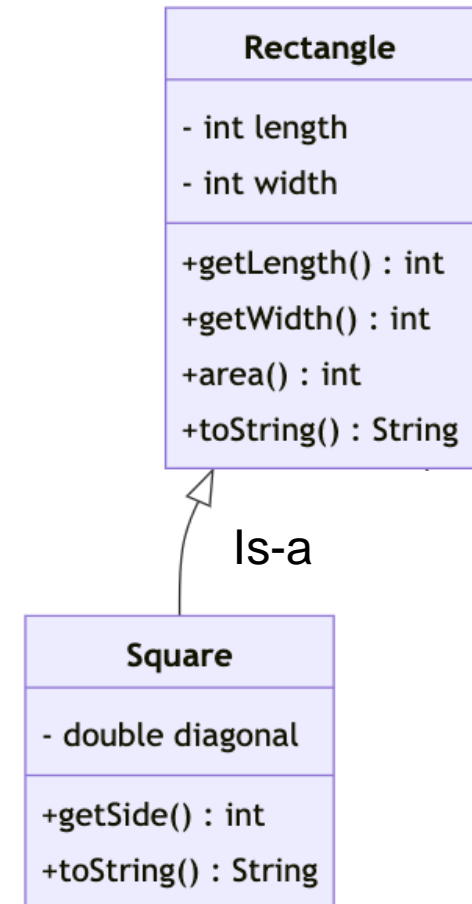 Rectangle
- int length
- int width
+getLength() : int
+getWidth() : int
+area() : int
+toString() : String
Is-a
Square
- double diagonal
+getSide() : int
+toString() : String